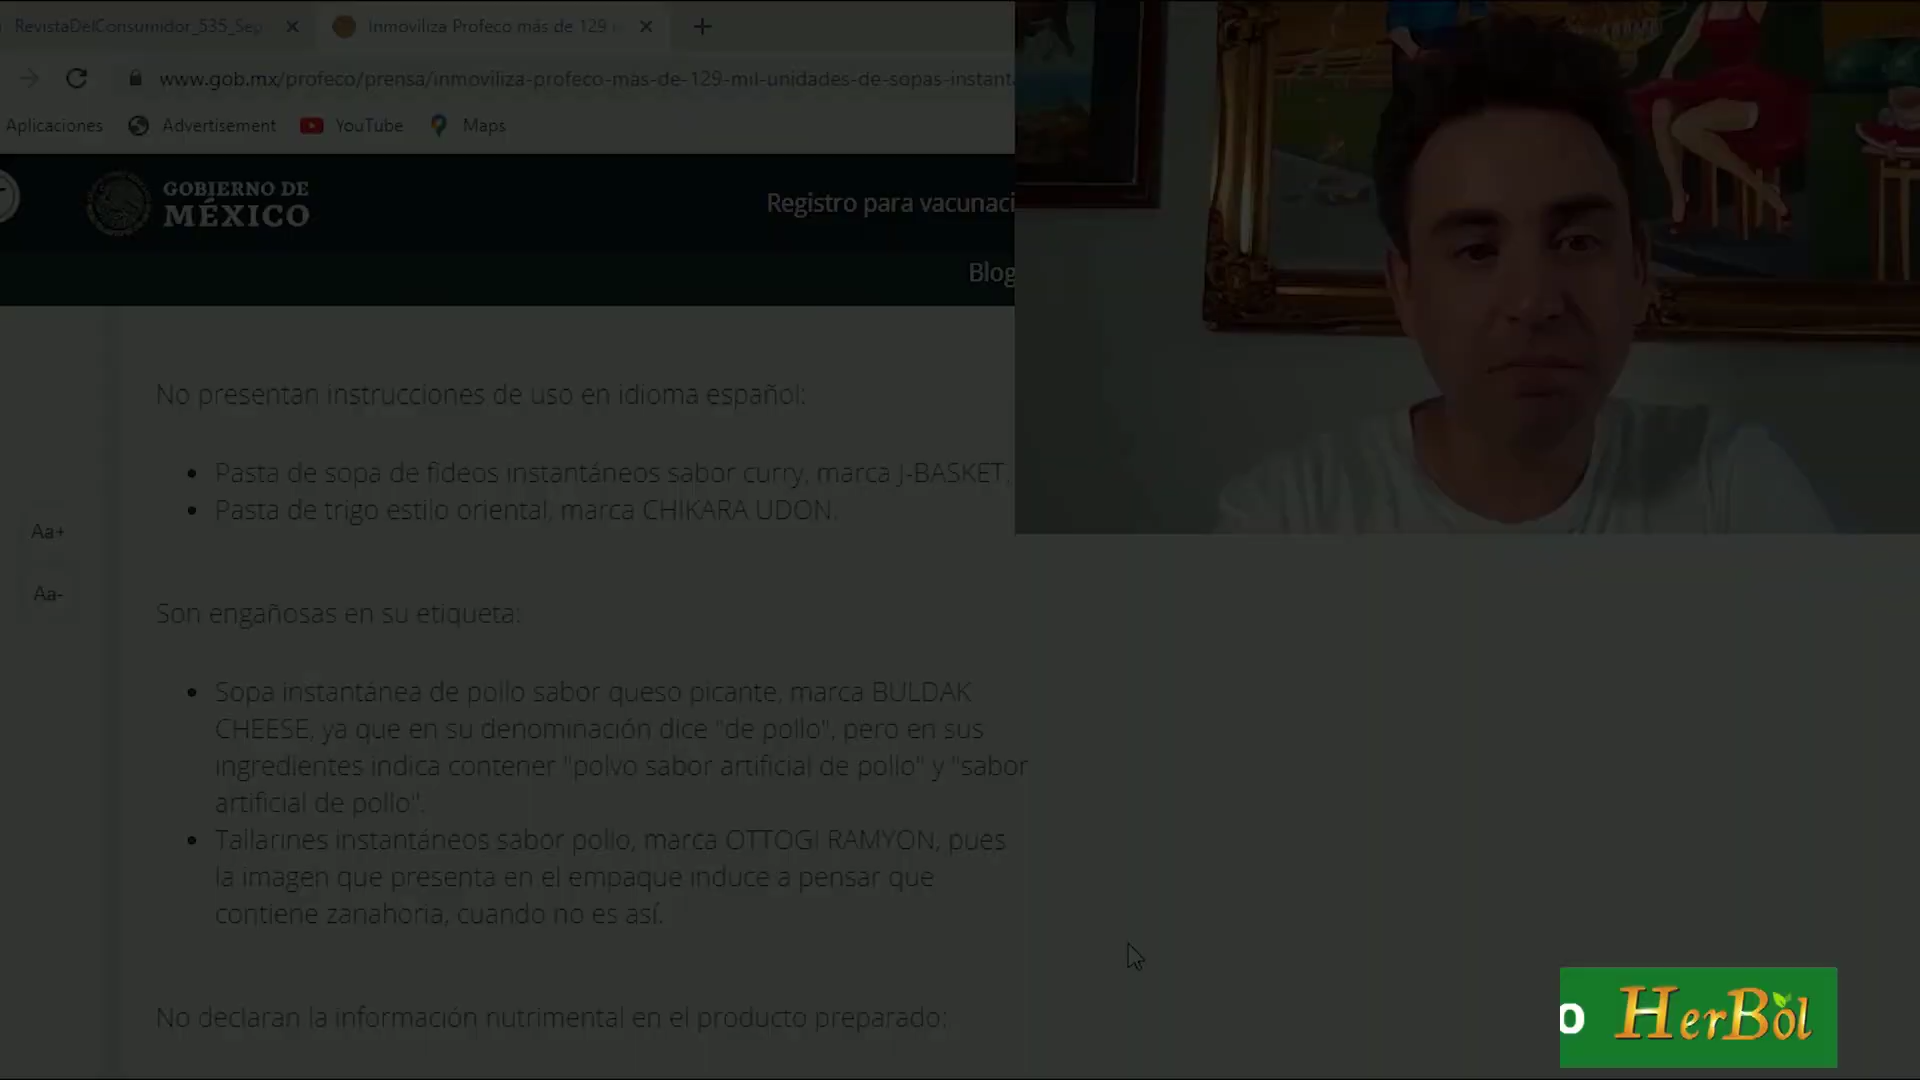 RevistaDelConsumidor_535_Sep
Inmoviliza Profeco más de 129
www.gob.mx/profeco/prensa/inmoviliza-profeco-mas-de-129-mil-unidades-de-sopas-instant
Aplicaciones
Advertisement
YouTube
Maps
GOBIERNO DE
MÉXICO
Registro para vacunaci
Blog
No presentan instrucciones de uso en idioma español:
• Pasta de sopa de fideos instantáneos sabor curry, marca J-BASKET,
• Pasta de trigo estilo oriental, marca CHIKARA UDON.
Aa+
Aa-
Son engañosas en su etiqueta:
• Sopa instantánea de pollo sabor queso picante, marca BULDAK
CHEESE, ya que en su denominación dice "de pollo", pero en sus
ingredientes indica contener "polvo sabor artificial de pollo" y "sabor
artificial de pollo".
• Tallarines instantáneos sabor pollo, marca OTTOGI RAMYON, pues
la imagen que presenta en el empaque induce a pensar que
contiene zanahoria, cuando no es así.
No declaran la información nutrimental en el producto preparado:
o HerBol